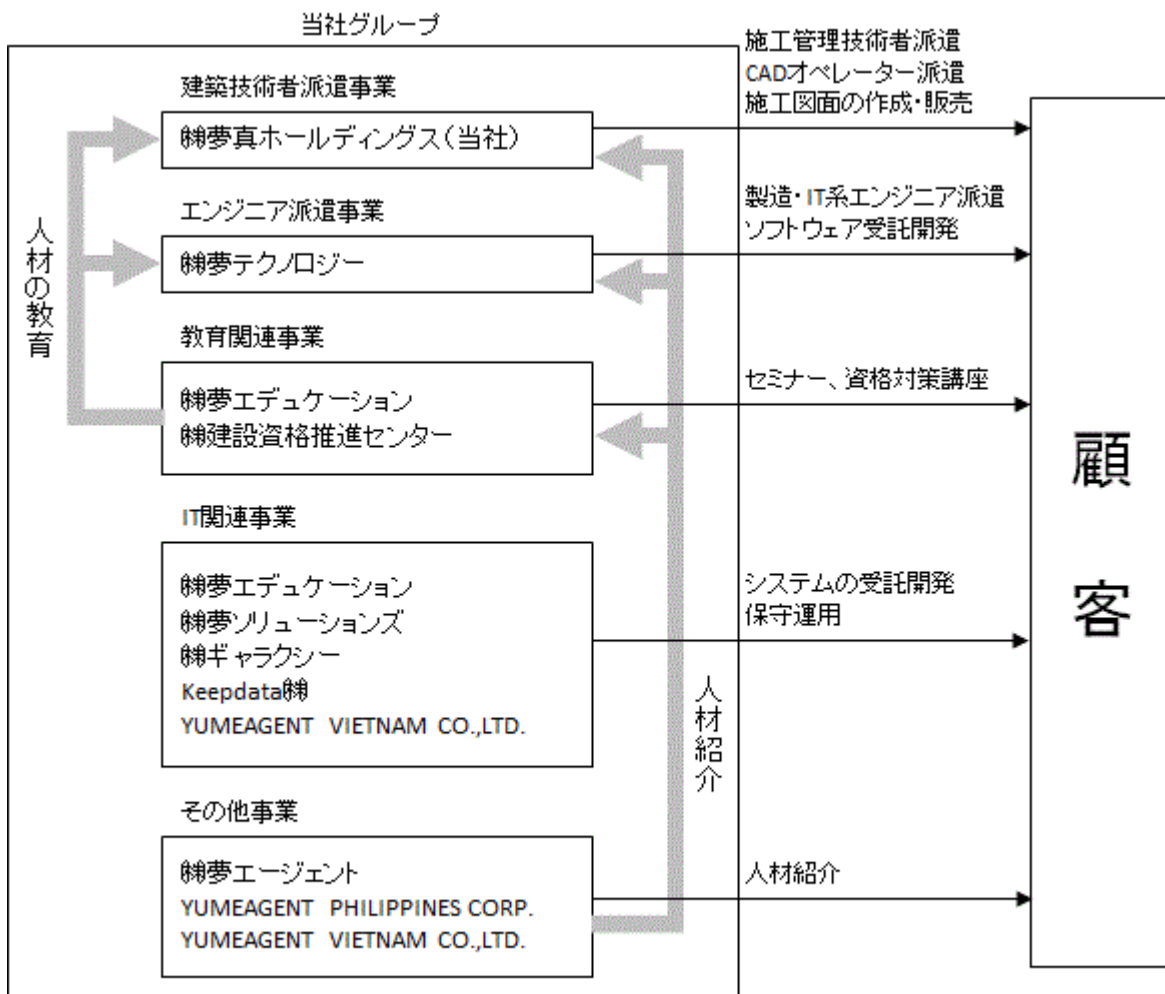 当社グループ
施工管理技術者派遣
CADオペレーター派遣
施工図面の作成・販売
建築技術者派遣事業
㈱夢真ホールディングス(当社)
製造・IT系エンジニア派遣
ソフトウェア受託開発
エンジニア派遣事業
㈱夢テクノロジー
人材の教育
教育関連事業
㈱夢エデュケーション
㈱建設資格推進センター
セミナー、資格対策講座
顧客
IT関連事業
㈱夢エデュケーション
㈱夢ソリューションズ
㈱ギャラクシー
Keepdata㈱
YUMEAGENT VIETNAM CO.,LTD.
システムの受託開発
保守運用
人材紹介
その他事業
㈱夢エージェント
YUMEAGENT PHILIPPINES CORP.
YUMEAGENT VIETNAM CO.,LTD.
人材紹介